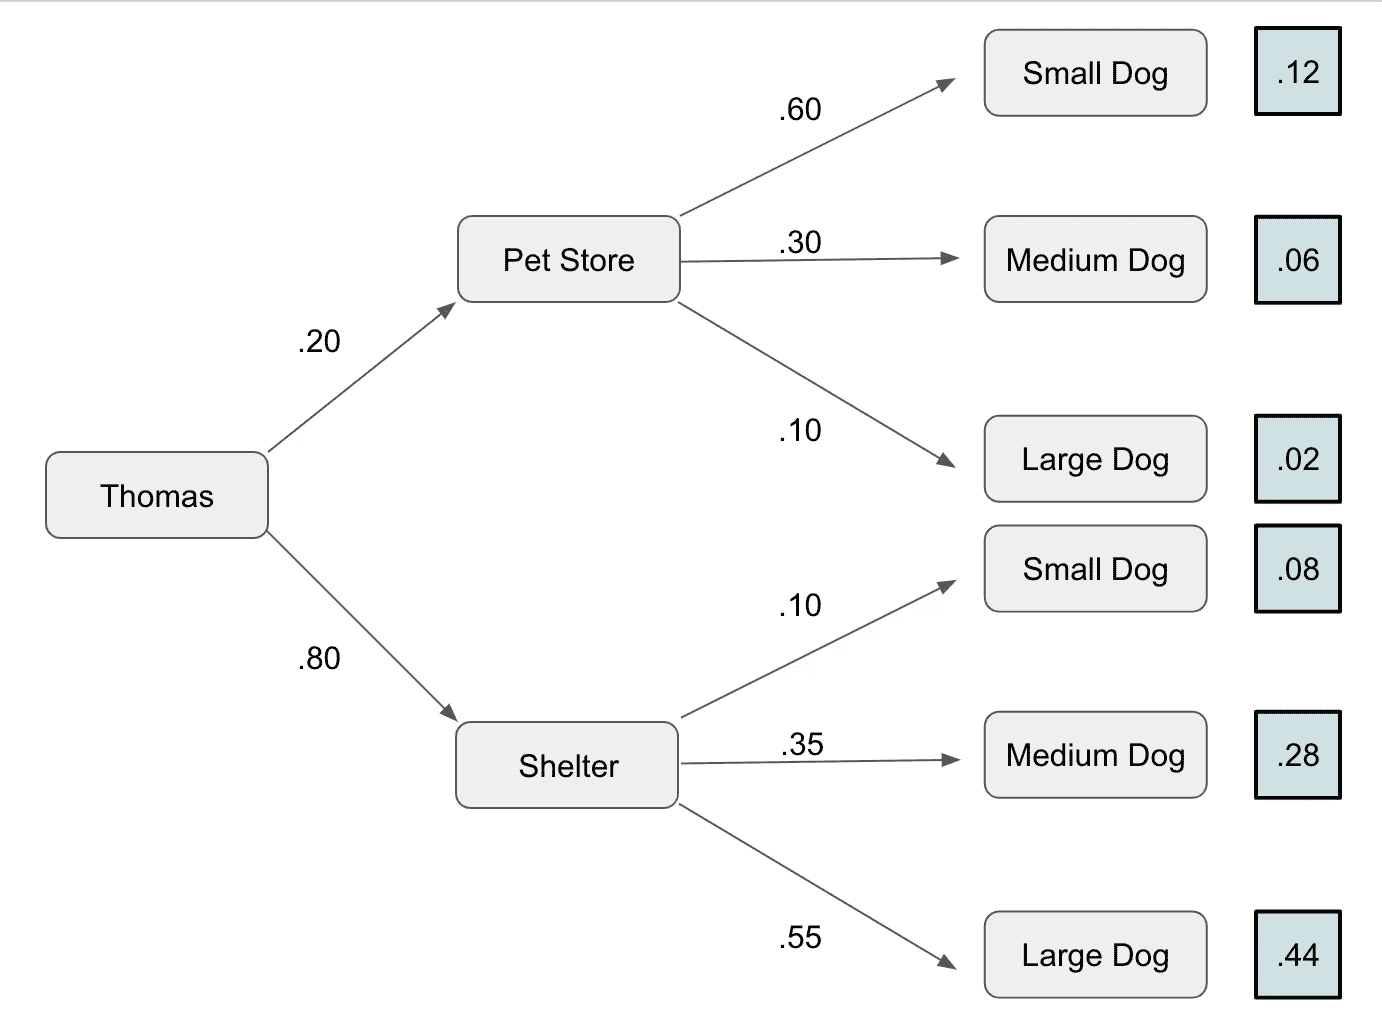 Small Dog
.12
.60
Pet Store
.30
Medium Dog
.06
.20
.10
Large Dog
.02
Thomas
Small Dog
.08
.10
.80
Shelter
.35
Medium Dog
.28
.55
Large Dog
.44